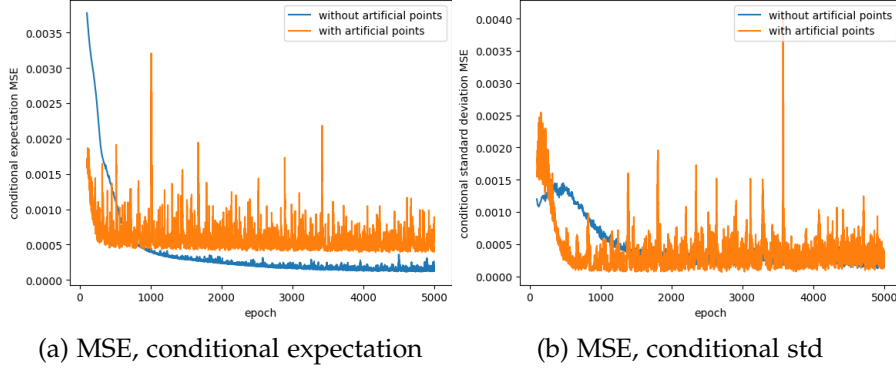 without artificial points
with artificial points
0.0035
0.0030
0.0025
0.0020
0.0015
0.0010
0.0005
0.0000
conditional expectation MSE
0
1000
2000
3000
4000
5000
epoch
(a) MSE, conditional expectation
without artificial points
with artificial points
0.0040
0.0035
0.0030
0.0025
0.0020
0.0015
0.0010
0.0005
0.0000
conditional standard deviation MSE
0
1000
2000
3000
4000
5000
epoch
(b) MSE, conditional std